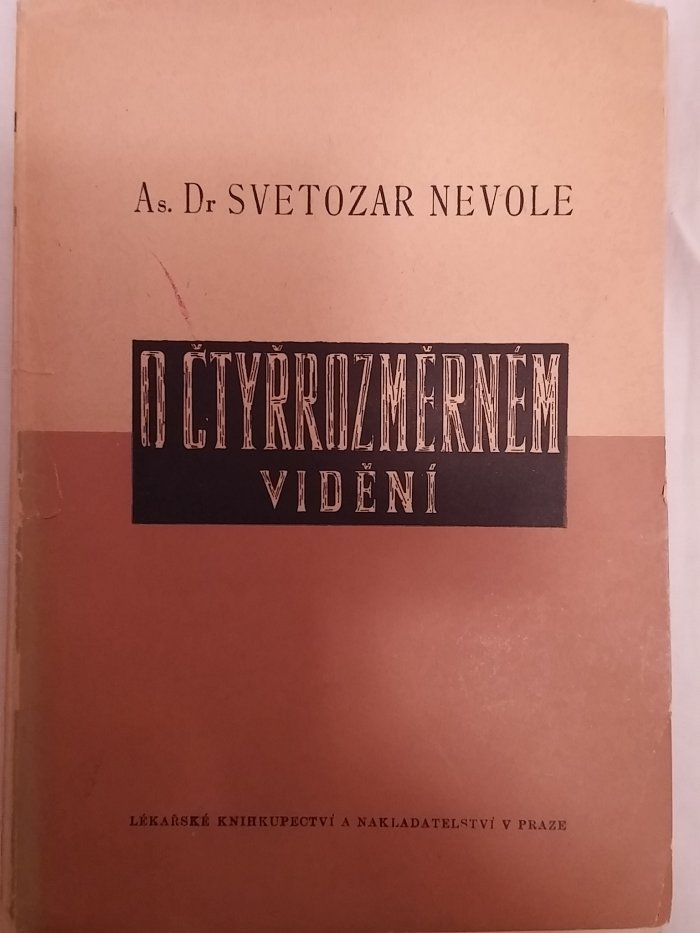 As. Dr SVETOZAR NEVOLE
O ČTYŘROZMĚRNÉM
VIDĚNÍ
LÉKAŘSKÉ KNIHKUPECTVÍ A NAKLADATELSTVÍ V PRAZE